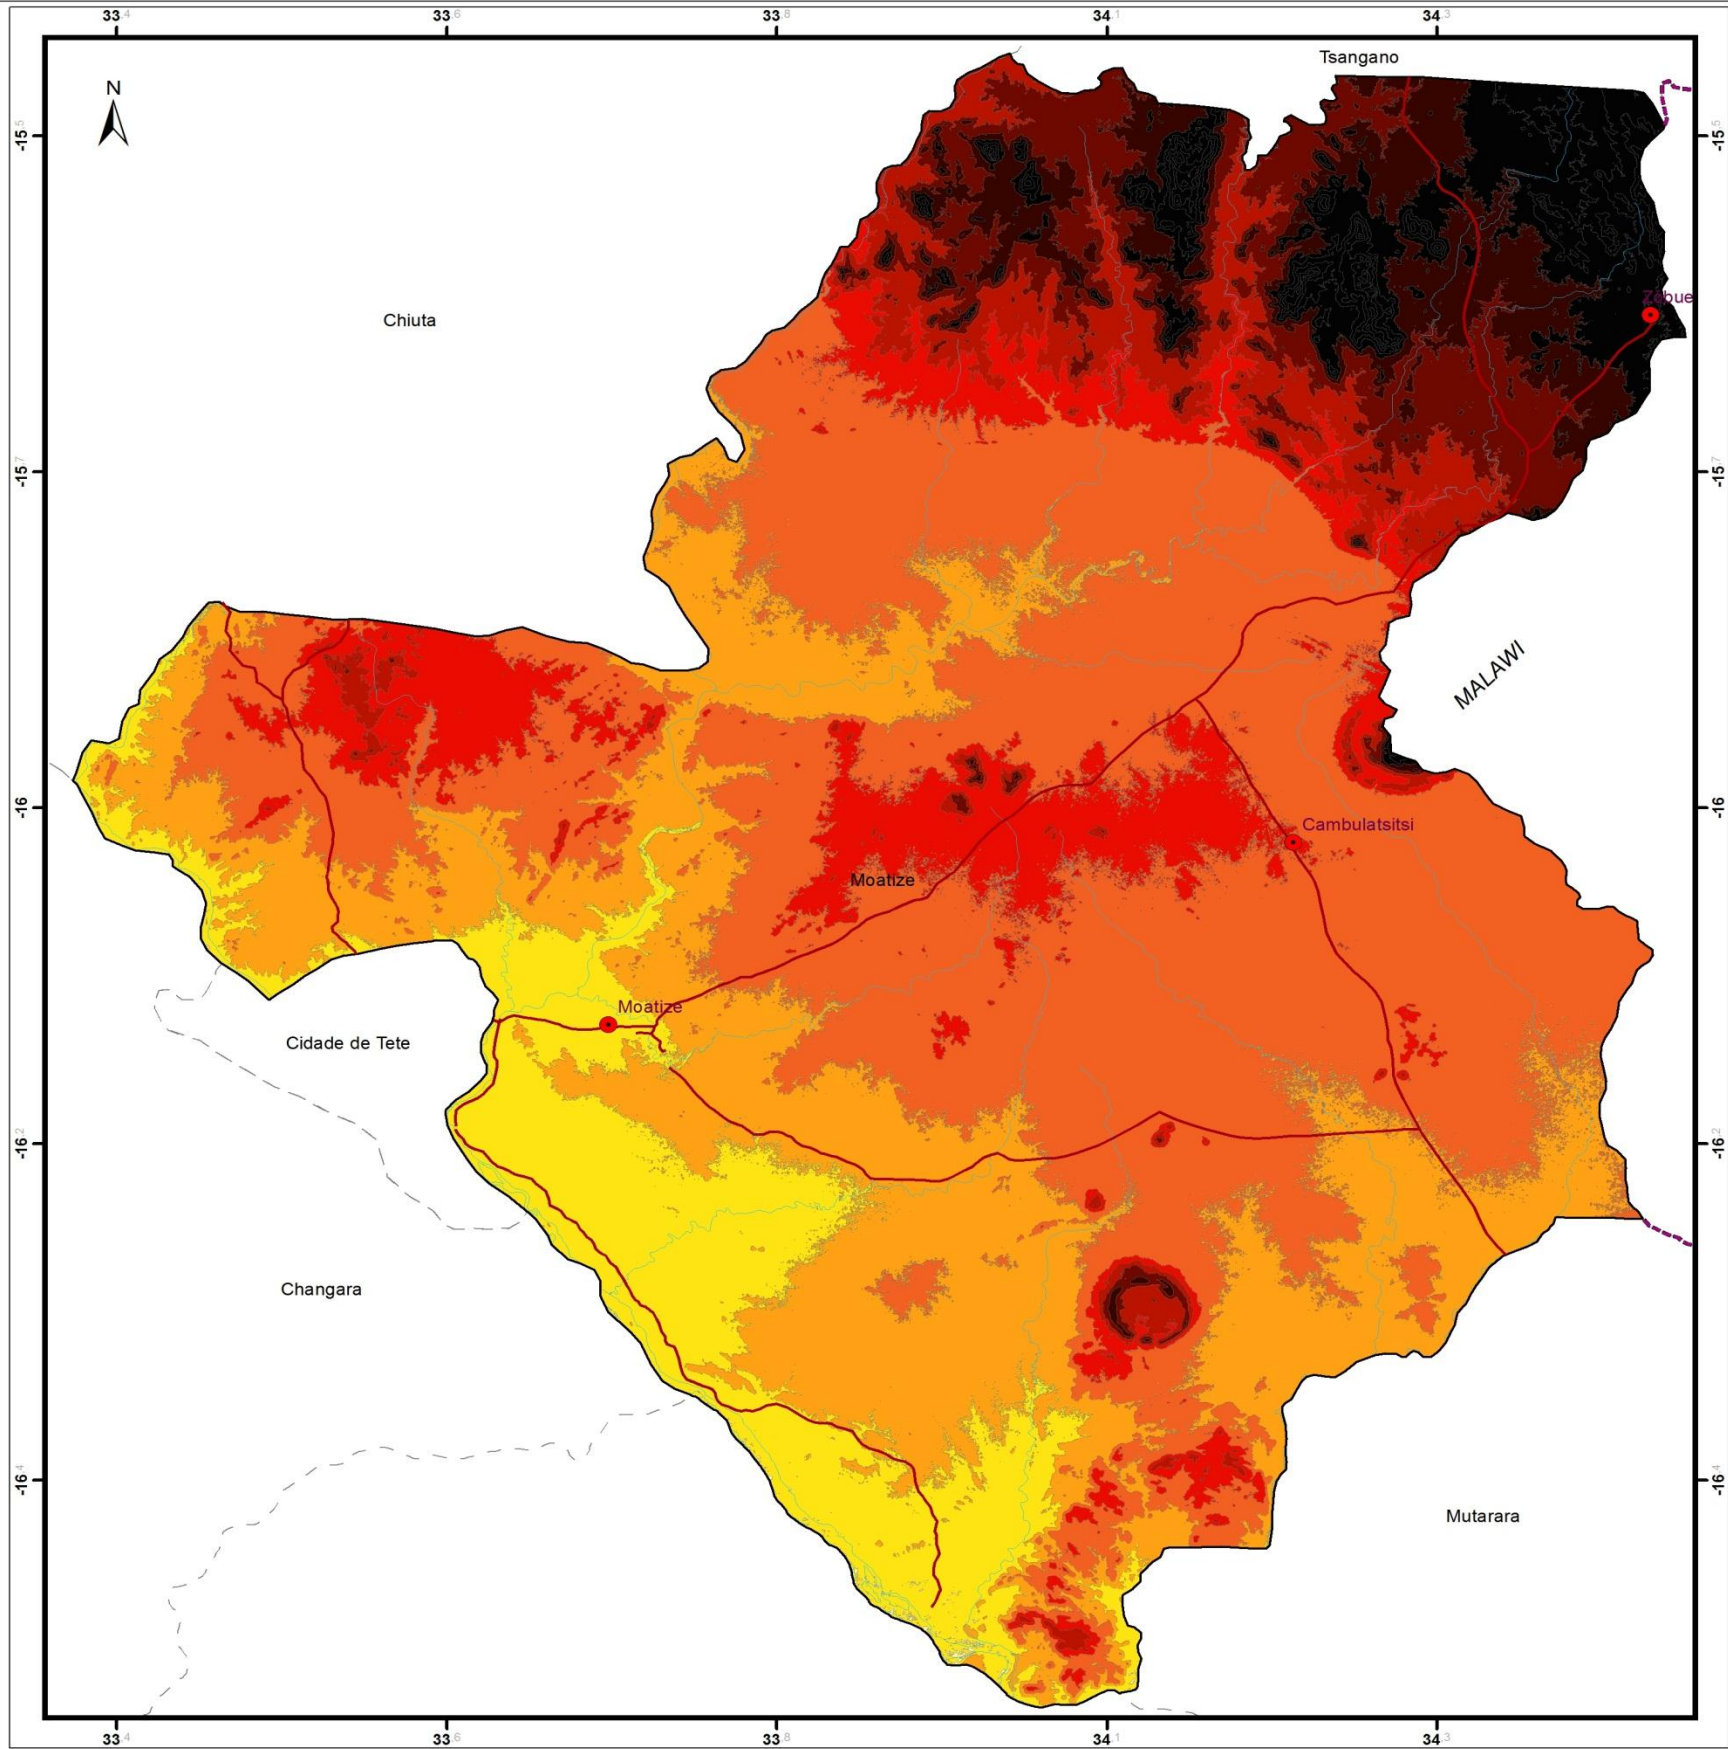 33.4 33.6 33.8 34.1 34.3
N
Tsangano
-15.5 -15.5
Zobue
Chiuta
-15.7 -15.7
MALAWI
-16 -16
Cambulatsitsi
Moatize
Moatize
Cidade de Tete
-16.2 -16.2
Changara
-16.4 -16.4
Mutarara
33.4 33.6 33.8 34.1 34.3